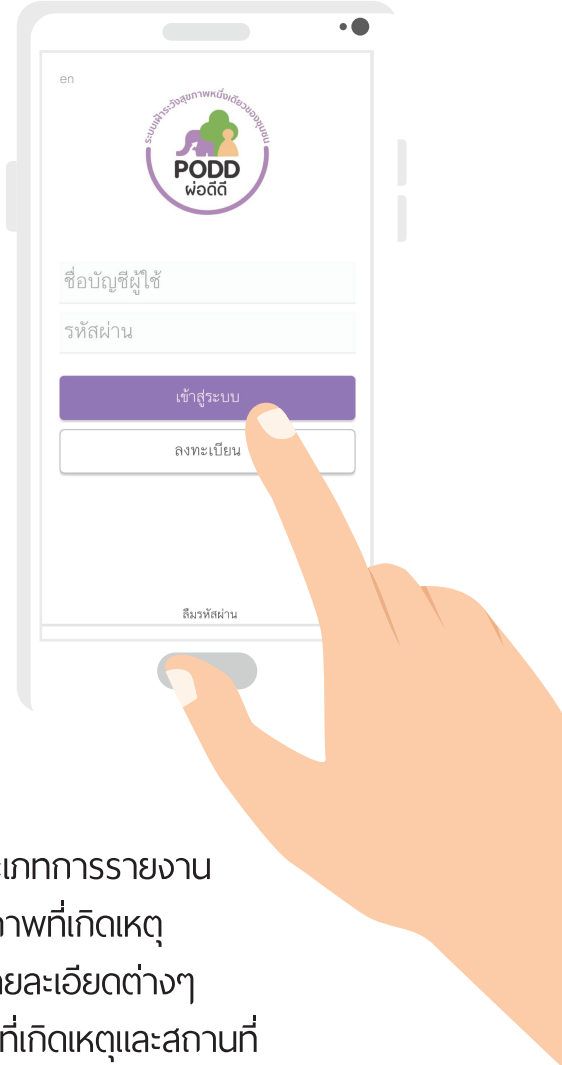 en
ระบบเฝ้าระวังสุขภาพหนึ่งเดียวของชุมชน
PODD
ผ่อดีดี
ชื่อบัญชีผู้ใช้
รหัสผ่าน
เข้าสู่ระบบ
ลงทะเบียน
ลืมรหัสผ่าน
เภทการรายงาน
าพที่เกิดเหตุ
ยละเอียดต่างๆ
ที่เกิดเหตุและสถานที่